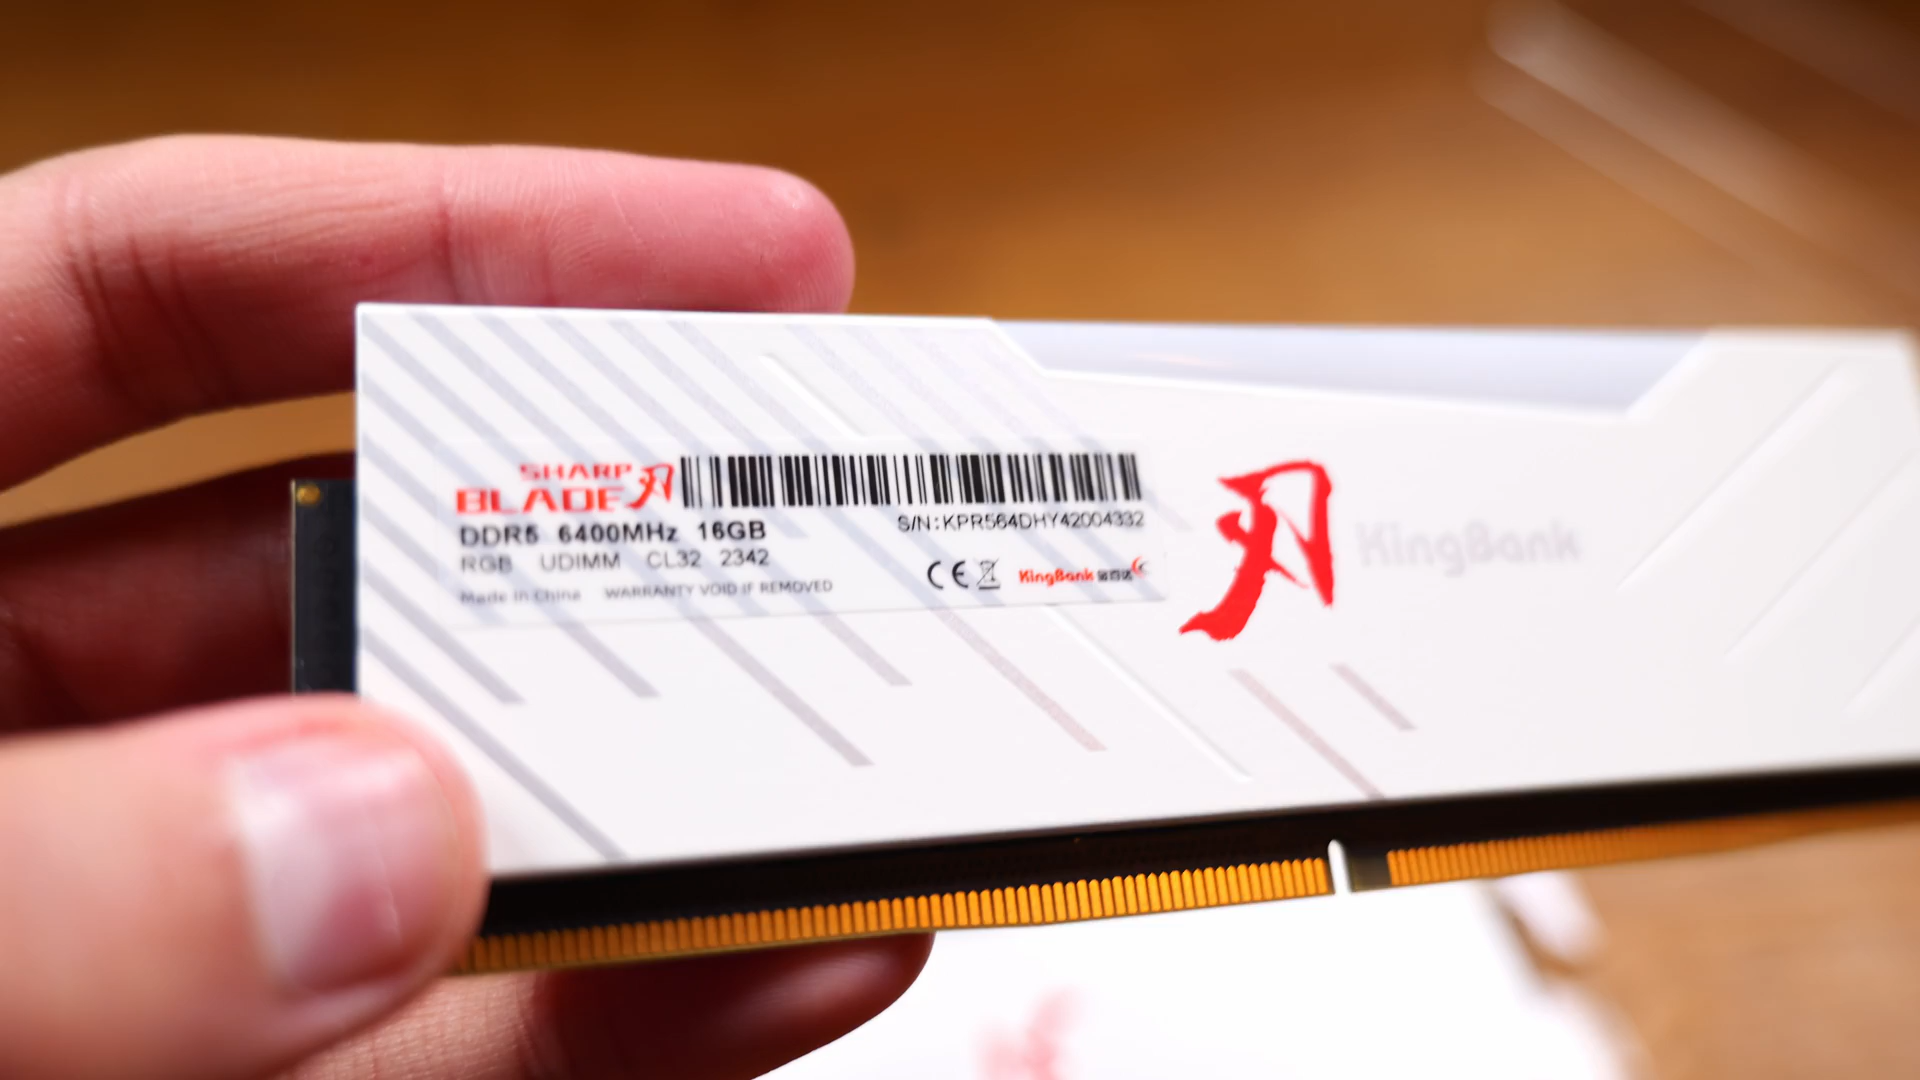 SHARP
BLADE刃
DDR5 6400MHz 16GB
S/N:KPR564DHY42004332
RGB UDIMM CL32 2342
KingBank
Made in China WARRANTY VOID IF REMOVED
刃
KingBank